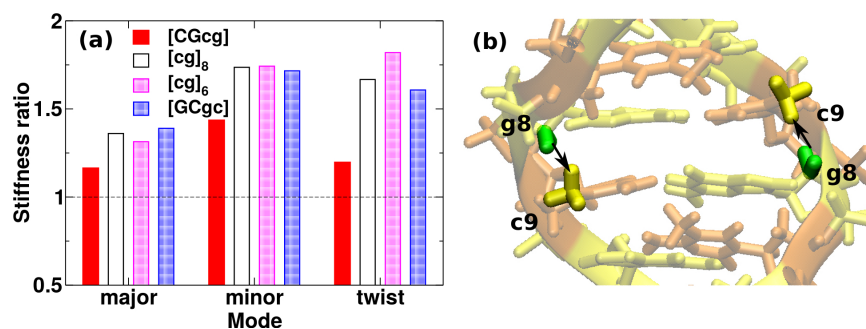 (a)
[CGcg]
[cg]8
[cg]6
[GCgc]
2
1.5
1
0.5
Stiffness ratio
major minor twist
Mode
(b)
g8
c9
c9
g8